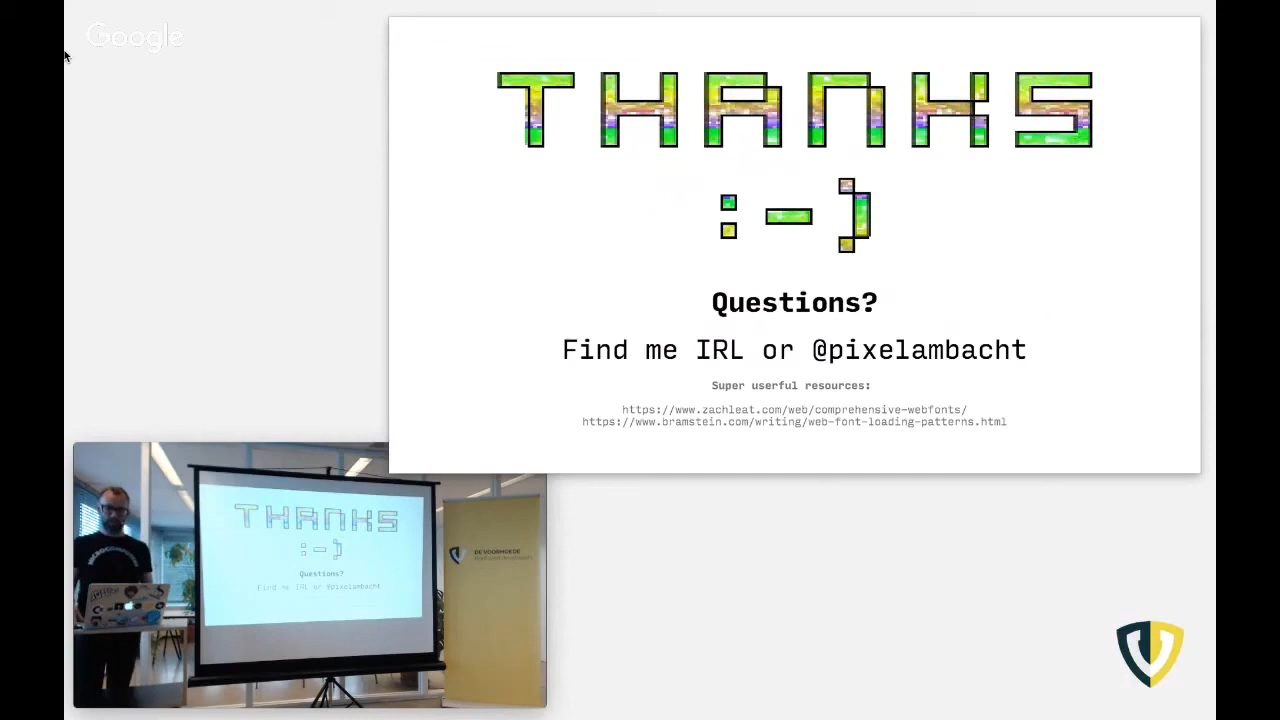 Google
THANKS
:-)
Questions?
Find me IRL or @pixelambacht
Super userful resources:
https://www.zachleat.com/web/comprehensive-webfonts/
https://www.bramstein.com/writing/web-font-loading-patterns.html
THANKS
:-)
Questions?
Find me IRL or @pixelambacht
DE VOORHOEDE